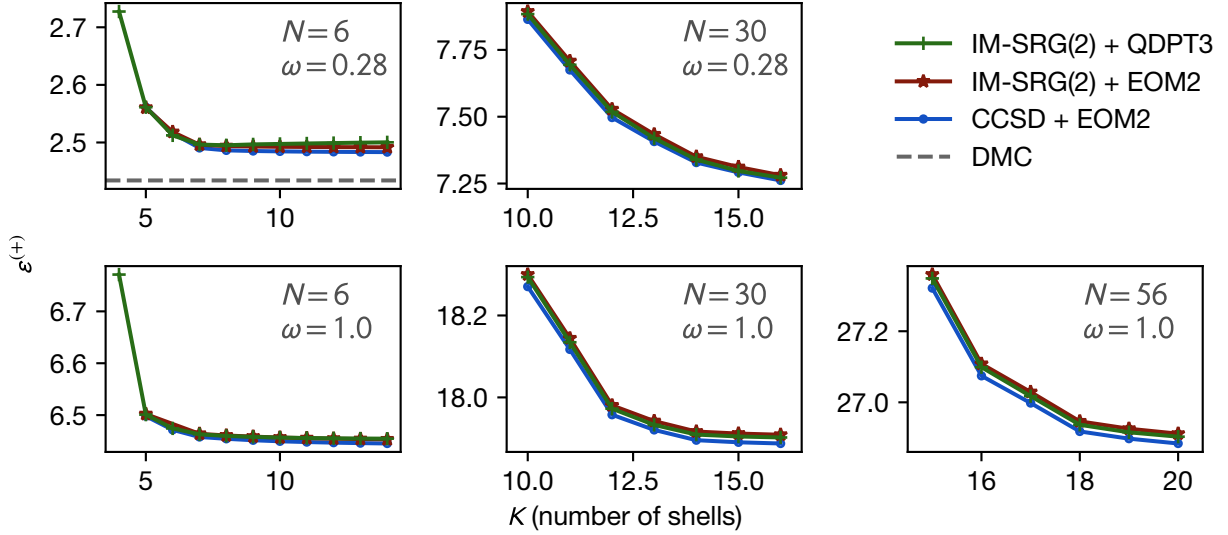 2.7
2.6
2.5
5
10
N = 6
ω = 0.28
7.75
7.50
7.25
10.0
12.5
15.0
N = 30
ω = 0.28
IM-SRG(2) + QDPT3
IM-SRG(2) + EOM2
CCSD + EOM2
DMC
ε(+)
6.7
6.6
6.5
5
10
N = 6
ω = 1.0
18.2
18.0
10.0
12.5
15.0
N = 30
ω = 1.0
27.2
27.0
16
18
20
N = 56
ω = 1.0
K (number of shells)